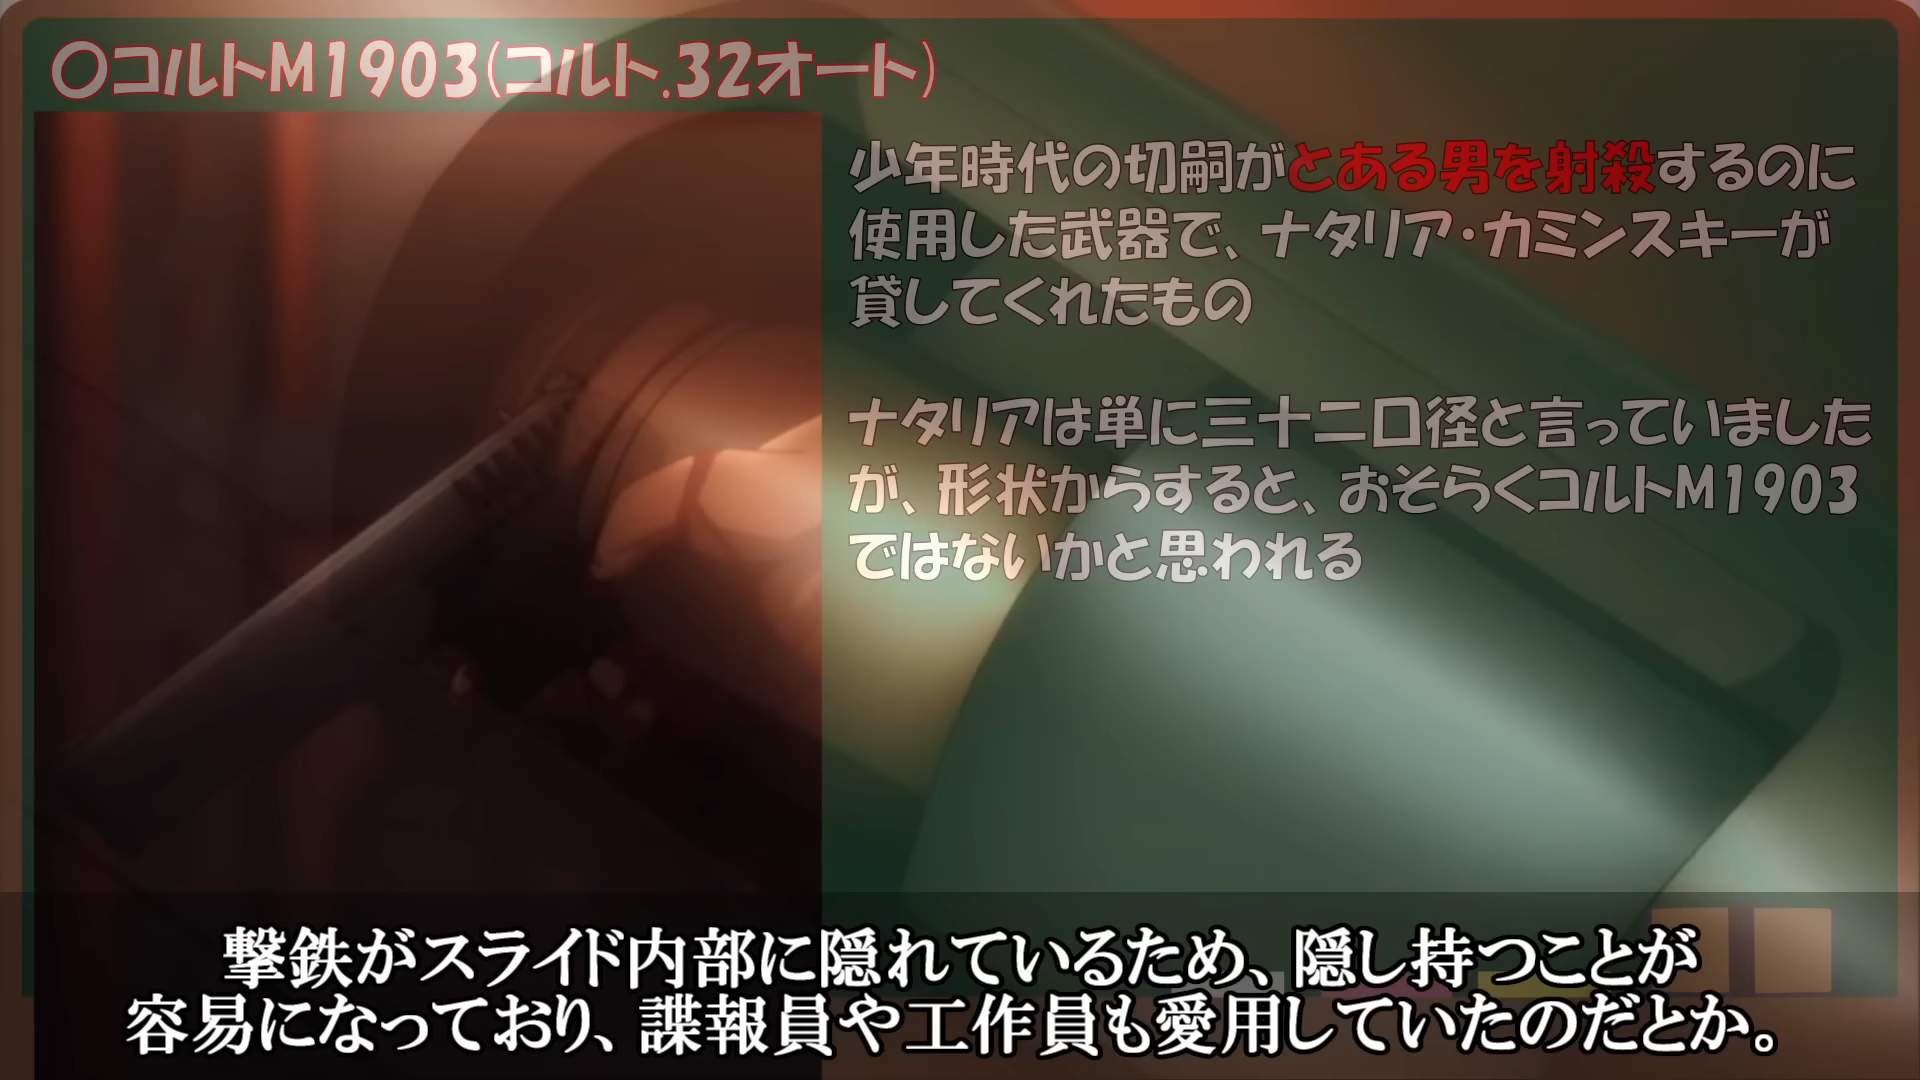 〇コルトM1903(コルト.32オート)
少年時代の切嗣がとある男を射殺するのに
使用した武器で、ナタリア・カミンスキーが
貸してくれたもの
ナタリアは単に三十二口径と言っていました
が、形状からすると、おそらくコルトM1903
ではないかと思われる
撃鉄がスライド内部に隠れているため、隠し持つことが
容易になっており、諜報員や工作員も愛用していたのだとか。